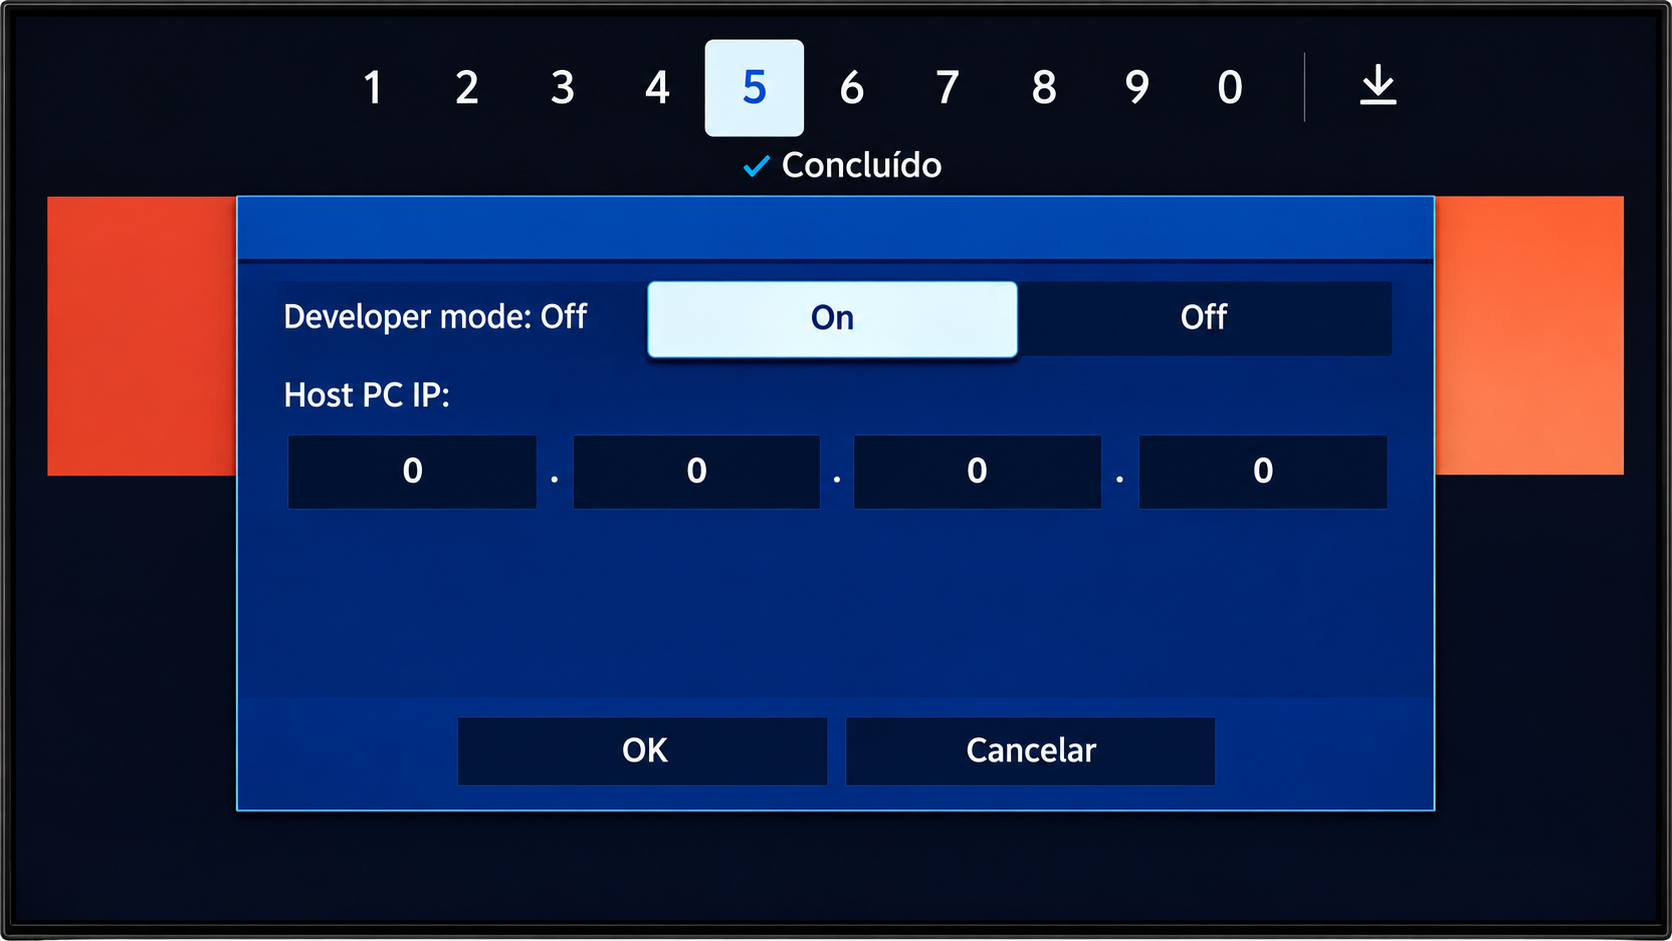 1 2 3 4 5 6 7 8 9 0
Concluído
Developer mode: Off On Off
Host PC IP:
0 . 0 . 0 . 0
OK Cancelar